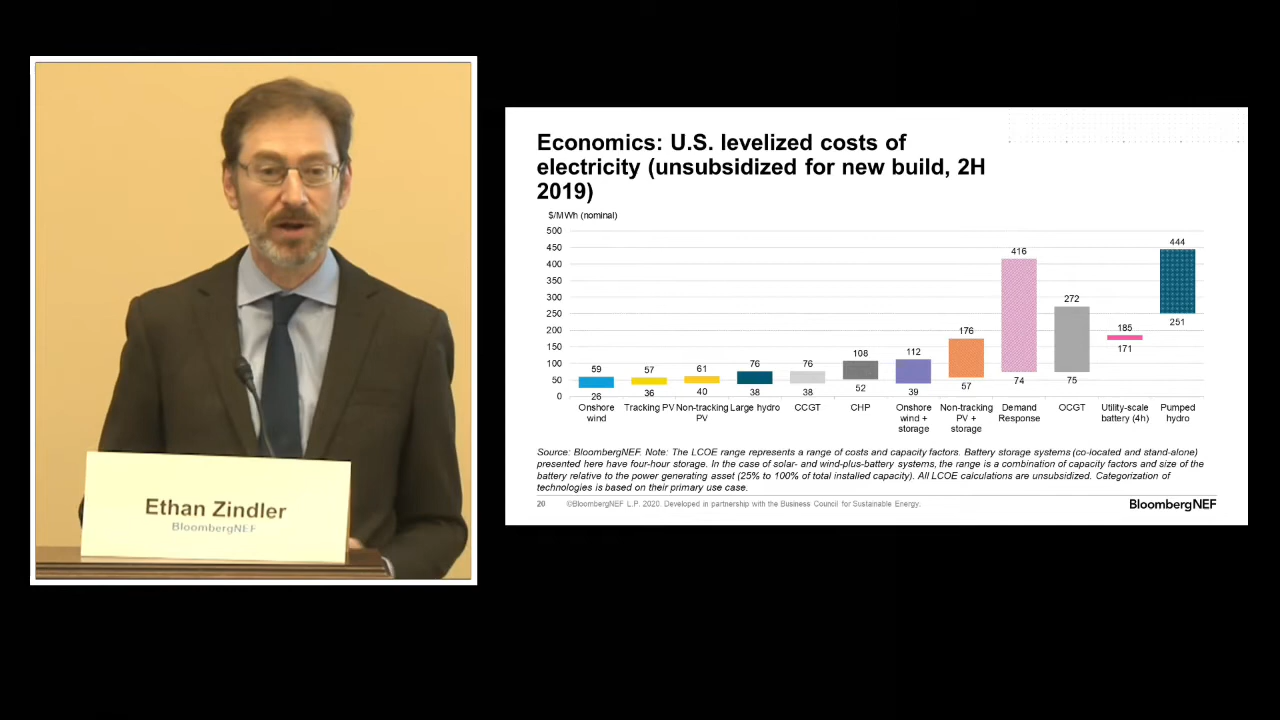 Ethan Zindler
BloombergNEF
Economics: U.S. levelized costs of
electricity (unsubsidized for new build, 2H
2019)
$/MWh (nominal)
500
450
400
350
300
250
200
150
100
50
0
59
26
57
36
61
40
76
38
76
38
108
52
112
39
176
57
416
74
272
75
185
171
444
251
Onshore
wind
Tracking PV
Non-tracking
PV
Large hydro
CCGT
CHP
Onshore
wind +
storage
Non-tracking
PV +
storage
Demand
Response
OCGT
Utility-scale
battery (4h)
Pumped
hydro
Source: BloombergNEF. Note: The LCOE range represents a range of costs and capacity factors. Battery storage systems (co-located and stand-alone)
presented here have four-hour storage. In the case of solar- and wind-plus-battery systems, the range is a combination of capacity factors and size of the
battery relative to the power generating asset (25% to 100% of total installed capacity). All LCOE calculations are unsubsidized. Categorization of
technologies is based on their primary use case.
20 ©BloombergNEF L.P. 2020. Developed in partnership with the Business Council for Sustainable Energy.
BloombergNEF